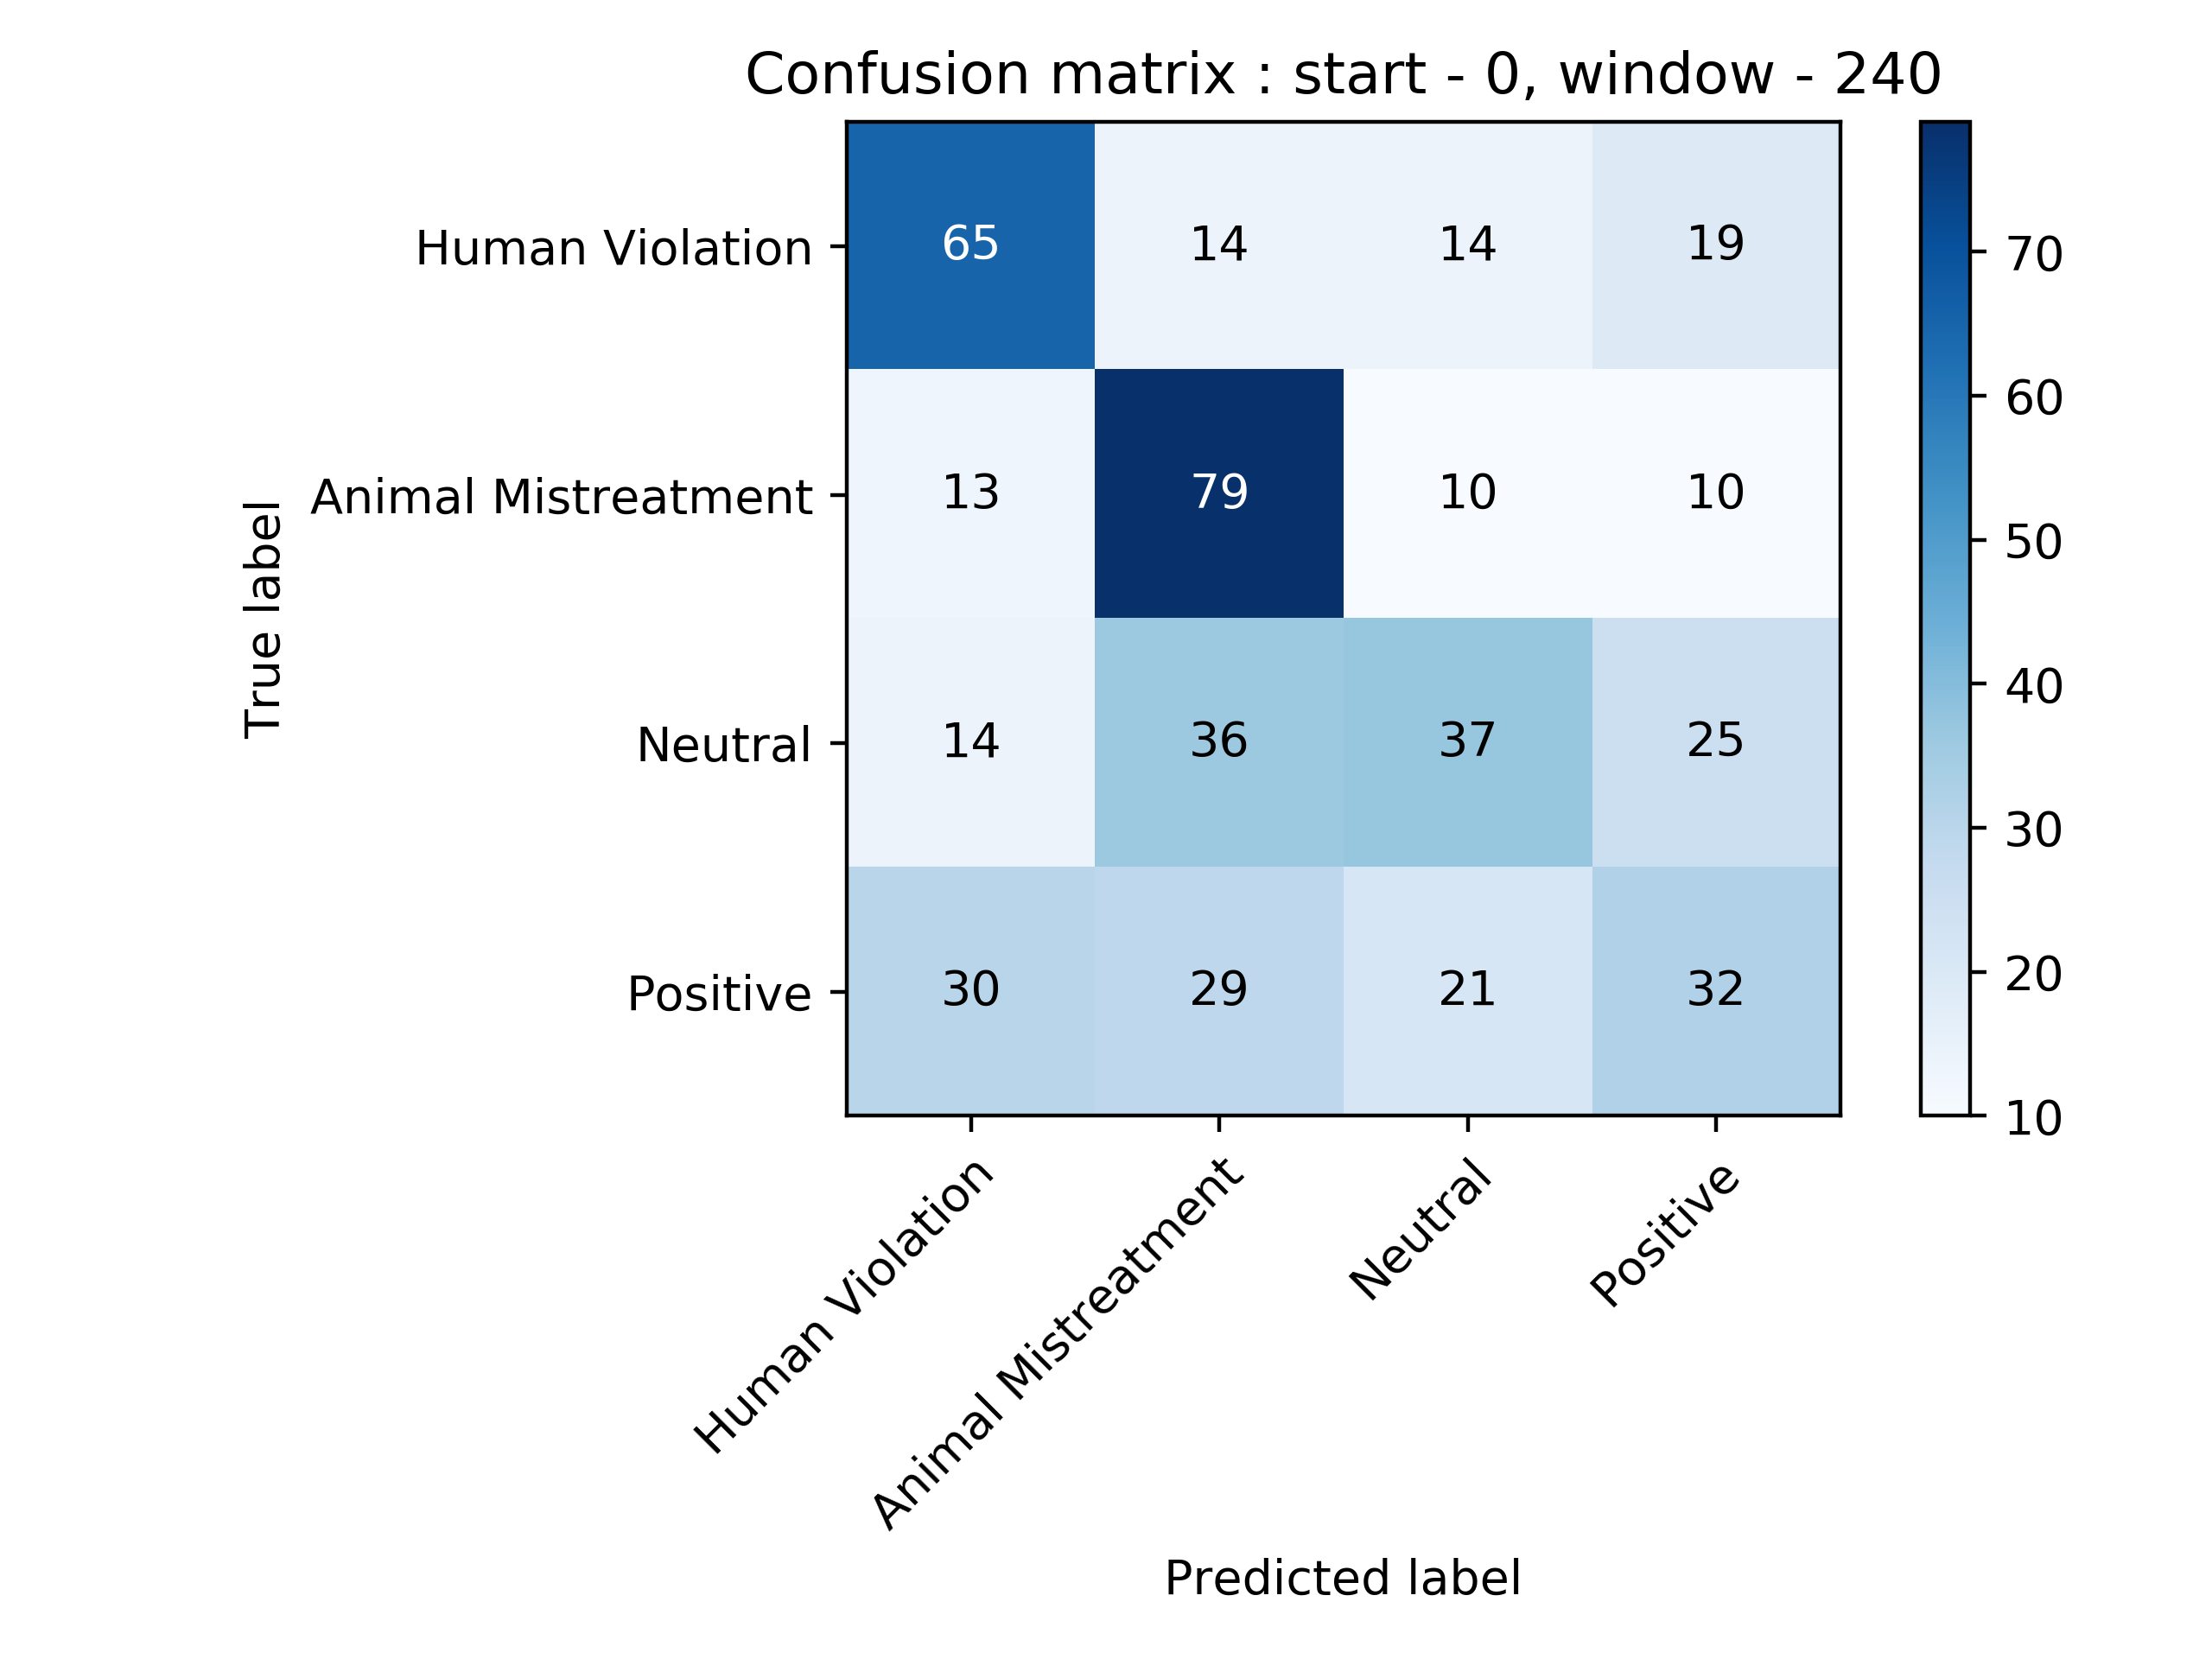 Confusion matrix : start - 0, window - 240
True label
Human Violation 65 14 14 19
Animal Mistreatment 13 79 10 10
Neutral 14 36 37 25
Positive 30 29 21 32
Human Violation
Animal Mistreatment
Neutral
Positive
Predicted label
70
60
50
40
30
20
10